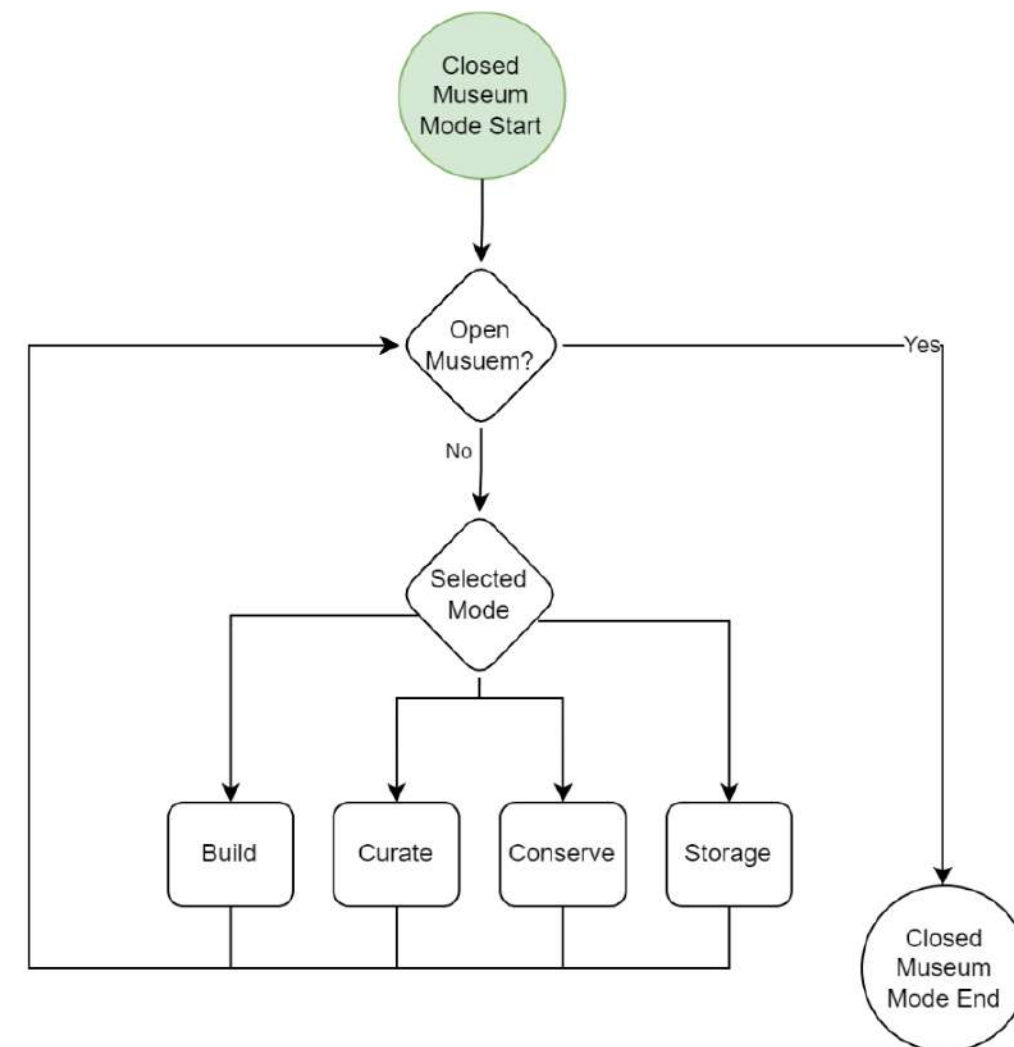 Closed
Museum
Mode Start
Open
Musuem?
Yes
No
Selected
Mode
Build
Curate
Conserve
Storage
Closed
Museum
Mode End